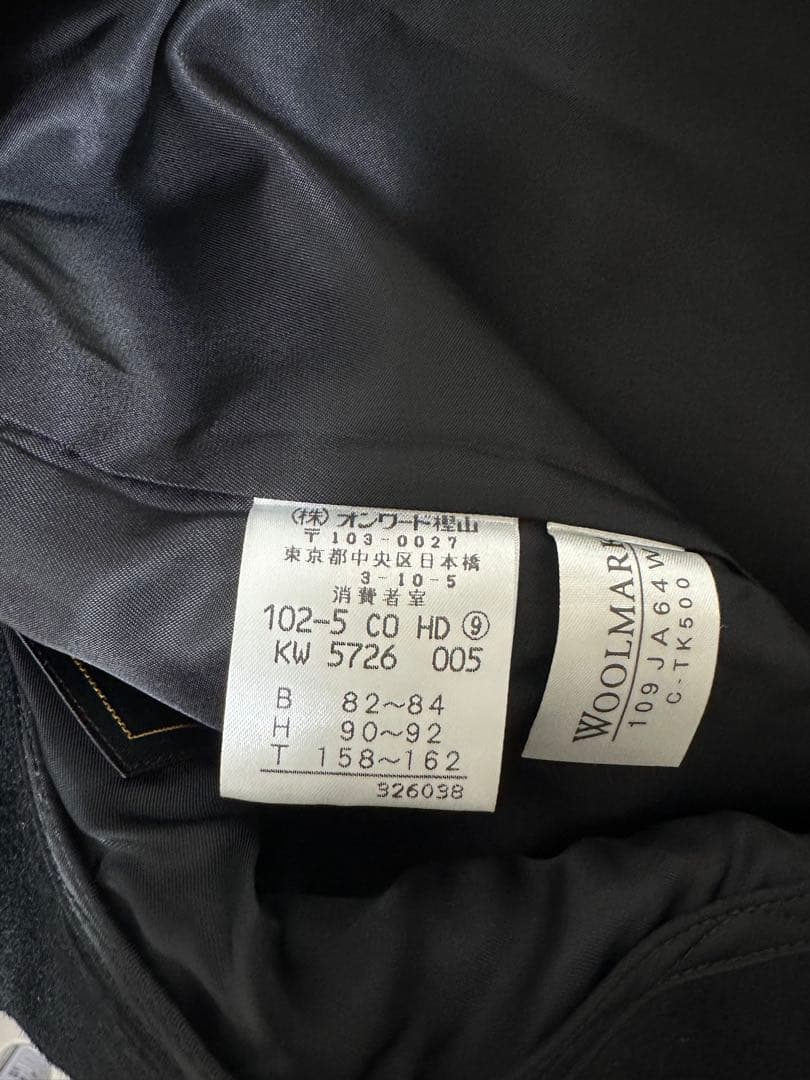 (株)オンワード樫山
〒103-0027
東京都中央区日本橋
3-10-5
消費者室
102-5 CO HD ⑨
KW 5726 005
B 82〜84
H 90〜92
T 158〜162
326038
WOOLMARK
109 JA64 W
C-TK500